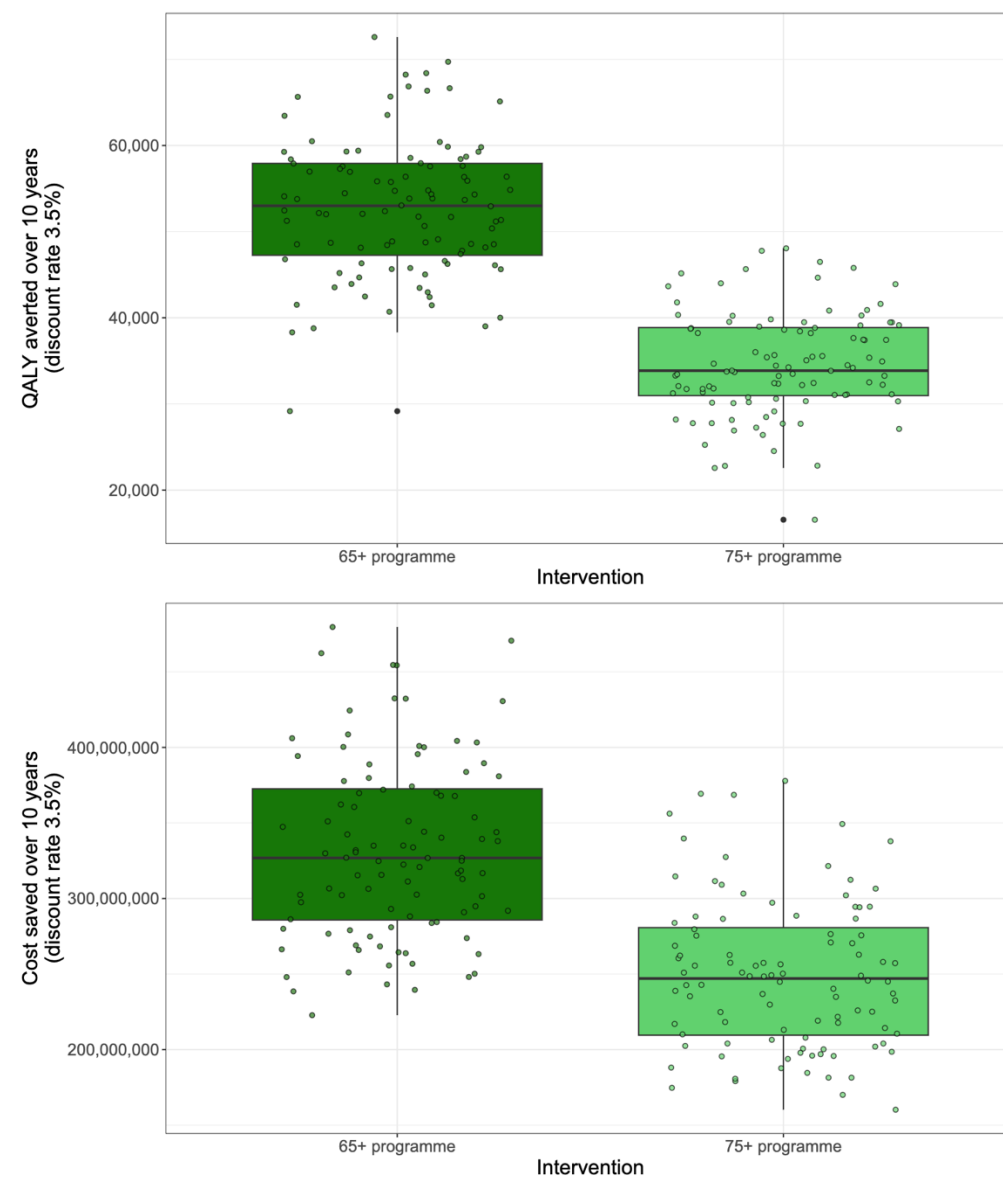 QALY averted over 10 years
(discount rate 3.5%)
60,000
40,000
20,000
65+ programme
75+ programme
Intervention
Cost saved over 10 years
(discount rate 3.5%)
400,000,000
300,000,000
200,000,000
65+ programme
75+ programme
Intervention